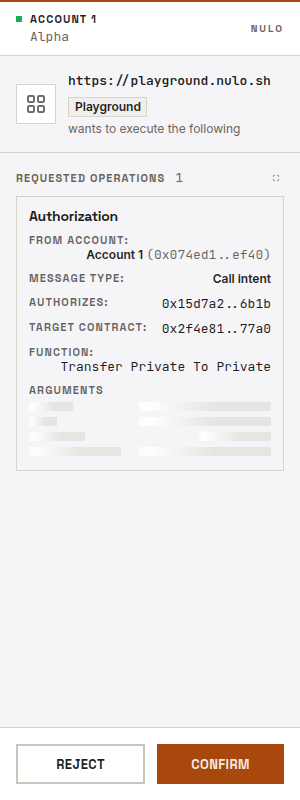 ACCOUNT 1
Alpha
NULO
https://playground.nulo.sh
Playground
wants to execute the following
REQUESTED OPERATIONS 1
Authorization
FROM ACCOUNT:
Account 1 (0x074ed1..ef40)
MESSAGE TYPE: Call intent
AUTHORIZES: 0x15d7a2..6b1b
TARGET CONTRACT: 0x2f4e81..77a0
FUNCTION:
Transfer Private To Private
ARGUMENTS
REJECT CONFIRM